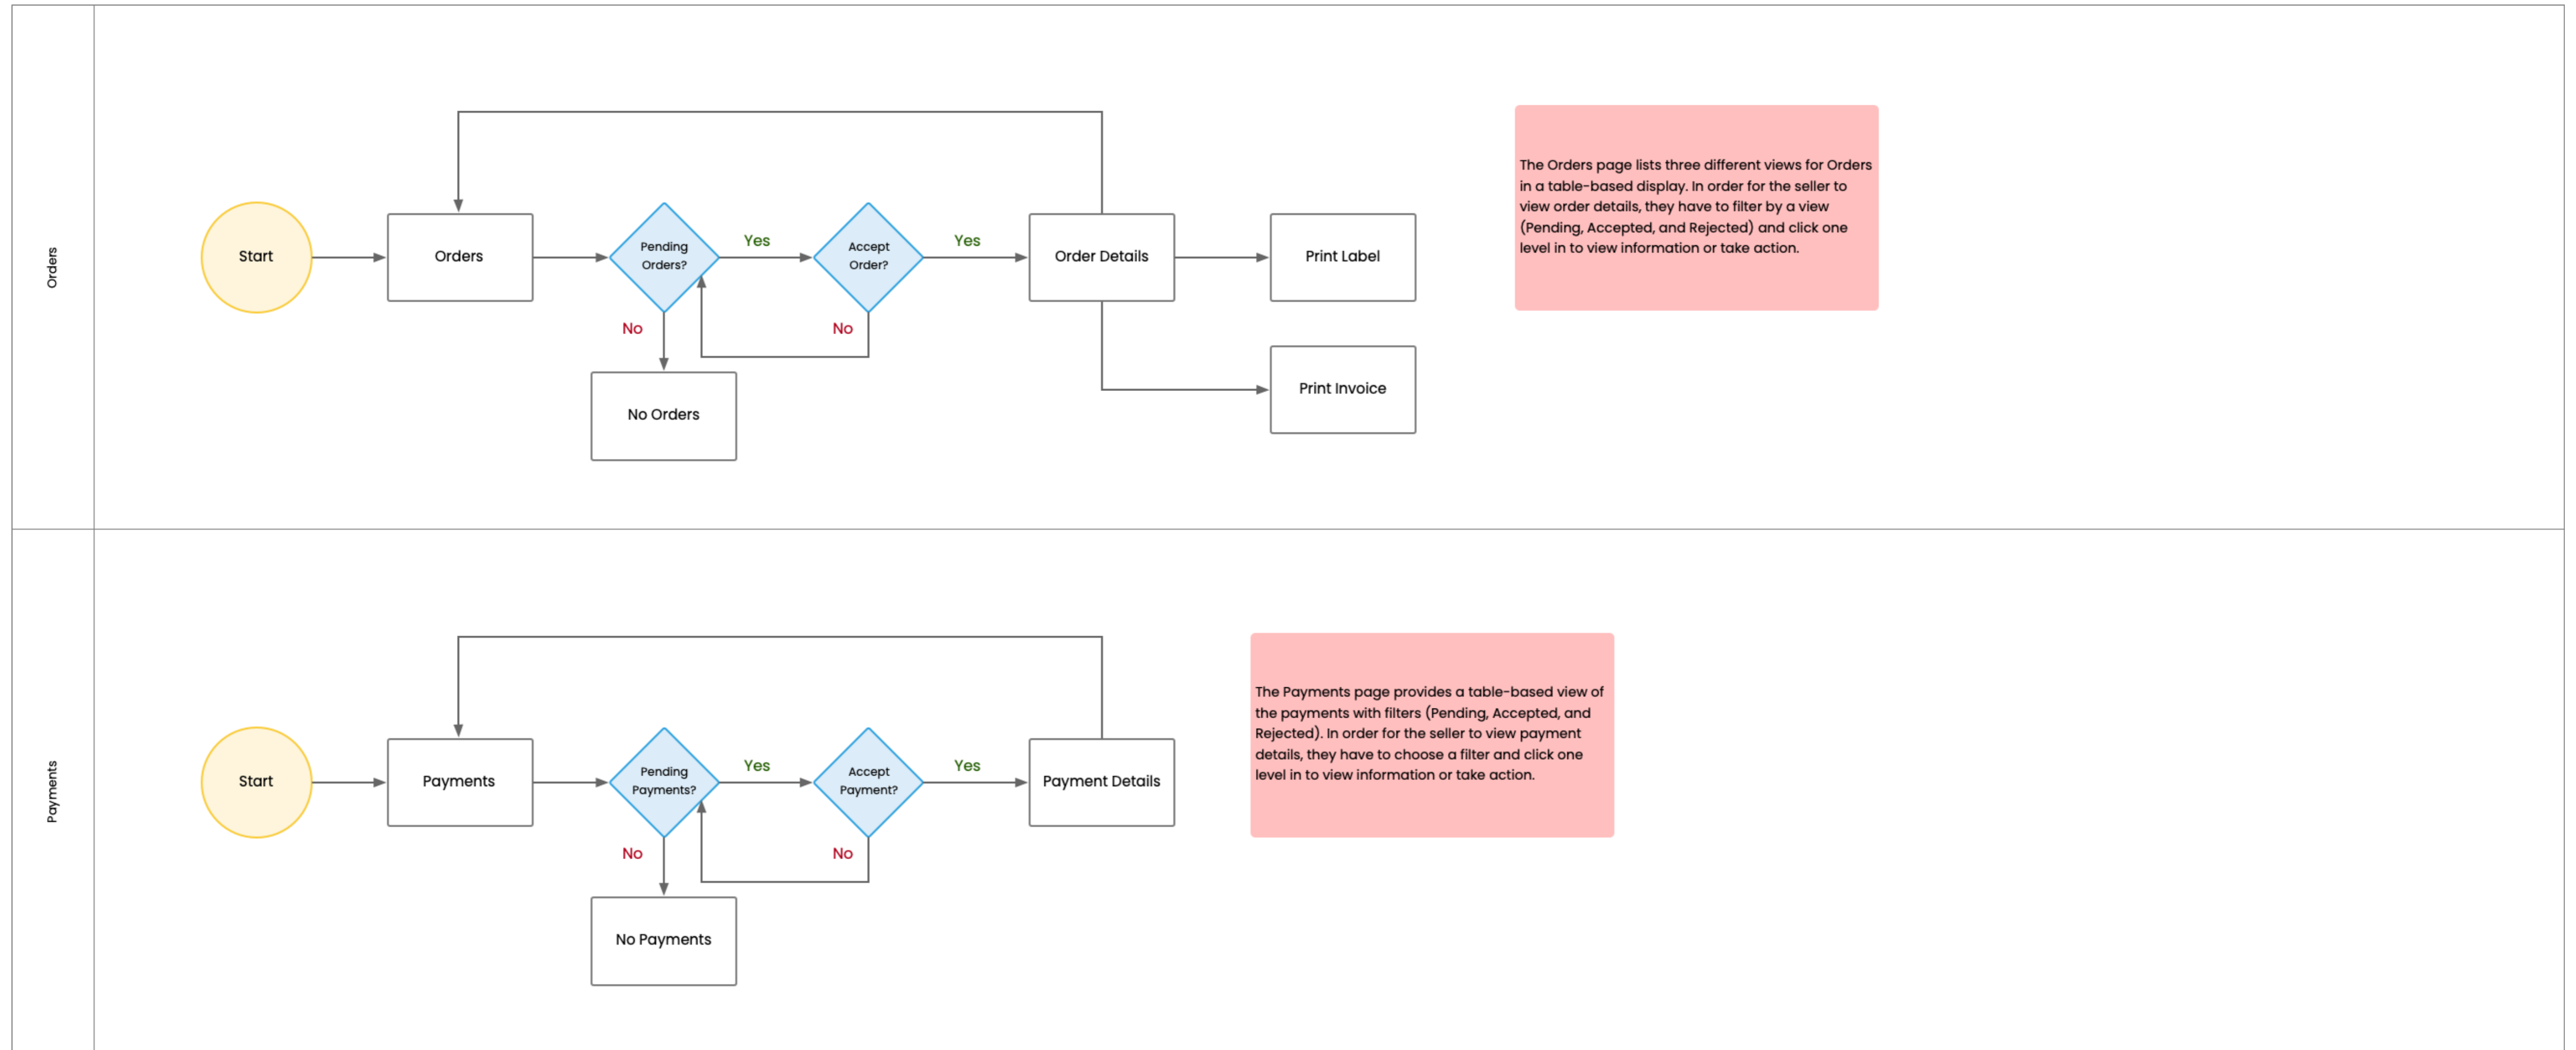 Orders
Start
Orders
Pending
Orders?
Yes
Accept
Order?
Yes
Order Details
Print Label
No
No
No Orders
Print Invoice
The Orders page lists three different views for Orders
in a table-based display. In order for the seller to
view order details, they have to filter by a view
(Pending, Accepted, and Rejected) and click one
level in to view information or take action.
Payments
Start
Payments
Pending
Payments?
Yes
Accept
Payment?
Yes
Payment Details
No
No
No Payments
The Payments page provides a table-based view of
the payments with filters (Pending, Accepted, and
Rejected). In order for the seller to view payment
details, they have to choose a filter and click one
level in to view information or take action.